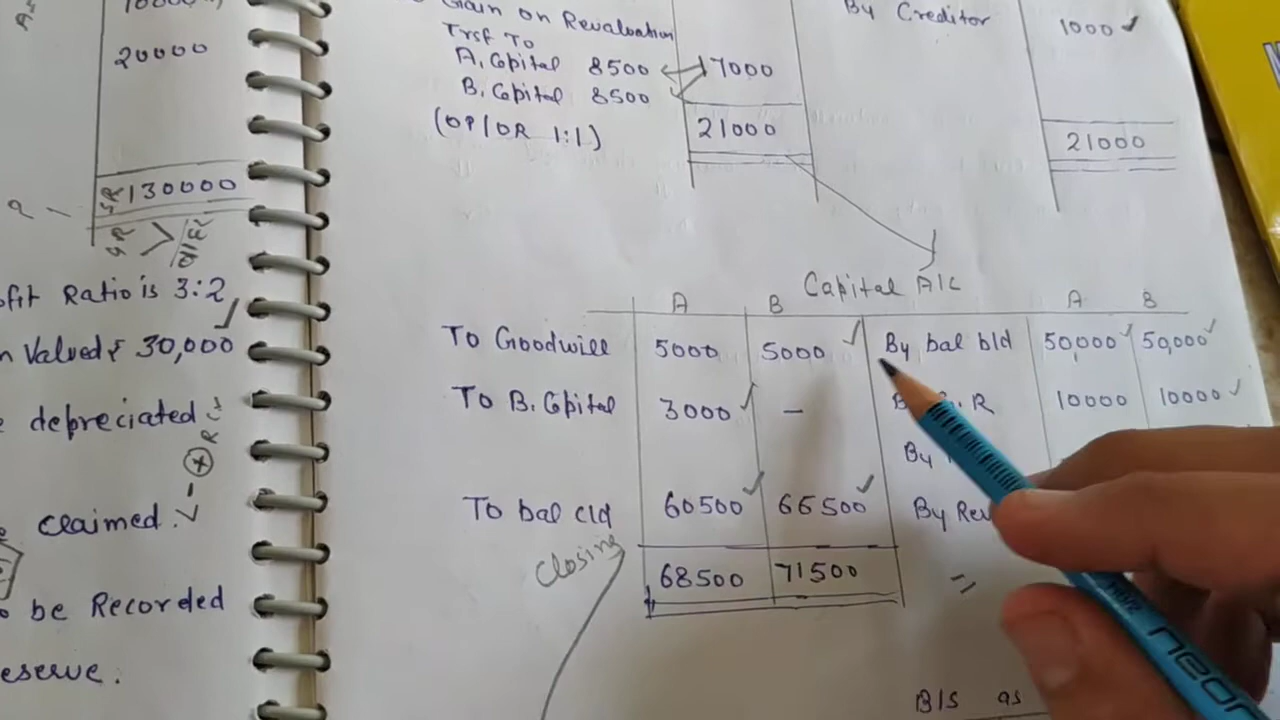 20000
130000
ofit Ratio is 3:2
n Valued ₹ 30,000
e depreciated
e claimed.
o be Recorded
eserve.
Gain on Revaluation
Trsf To
A. Capital 8500 17000
B. Capital 8500
(OP/OR 1:1) 21000
By Creditor 1000
21000
Capital A/c
A B A B
To Goodwill 5000 5000 By bal b/d 50,000 50,000
To B. Capital 3000 - R 10000 10000
By
To bal c/d 60500 66500 By Rev
Closing
68500 71500
B/S as
neon